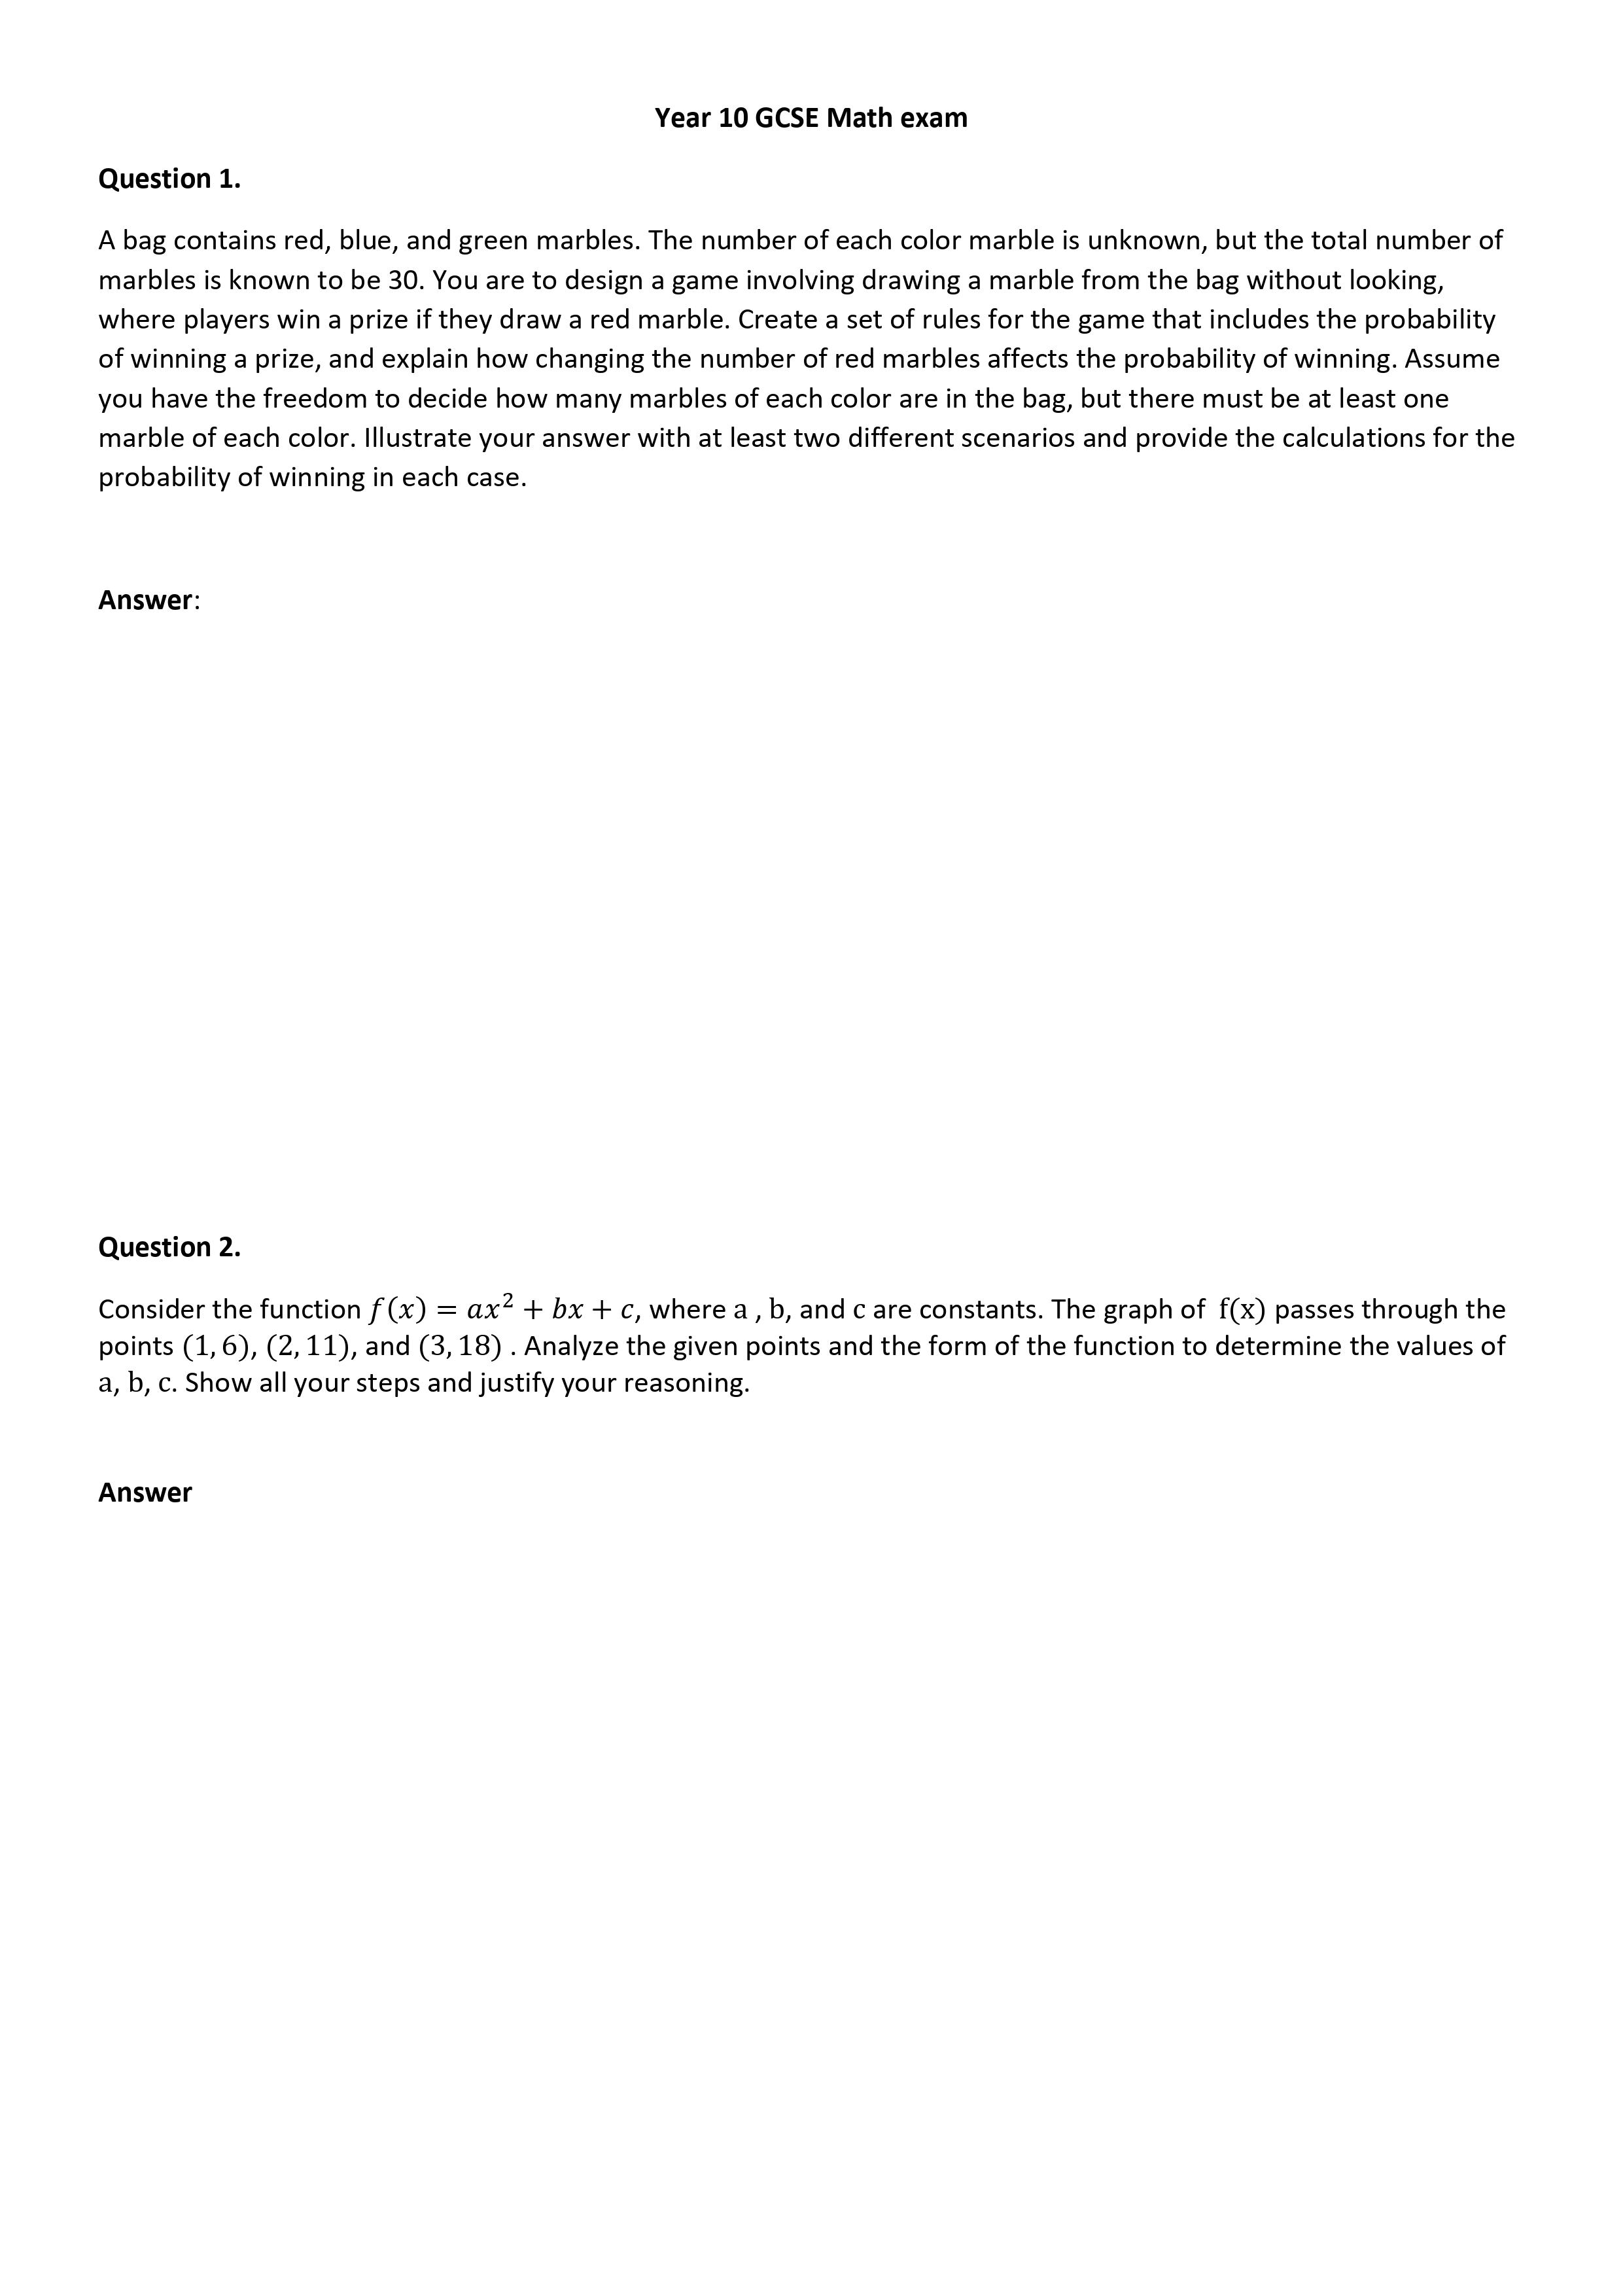 Year 10 GCSE Math exam
Question 1.
A bag contains red, blue, and green marbles. The number of each color marble is unknown, but the total number of
marbles is known to be 30. You are to design a game involving drawing a marble from the bag without looking,
where players win a prize if they draw a red marble. Create a set of rules for the game that includes the probability
of winning a prize, and explain how changing the number of red marbles affects the probability of winning. Assume
you have the freedom to decide how many marbles of each color are in the bag, but there must be at least one
marble of each color. Illustrate your answer with at least two different scenarios and provide the calculations for the
probability of winning in each case.
Answer:
Question 2.
Consider the function f(x) = ax² + bx + c, where a , b, and c are constants. The graph of f(x) passes through the
points (1, 6), (2, 11), and (3, 18) . Analyze the given points and the form of the function to determine the values of
a, b, c. Show all your steps and justify your reasoning.
Answer